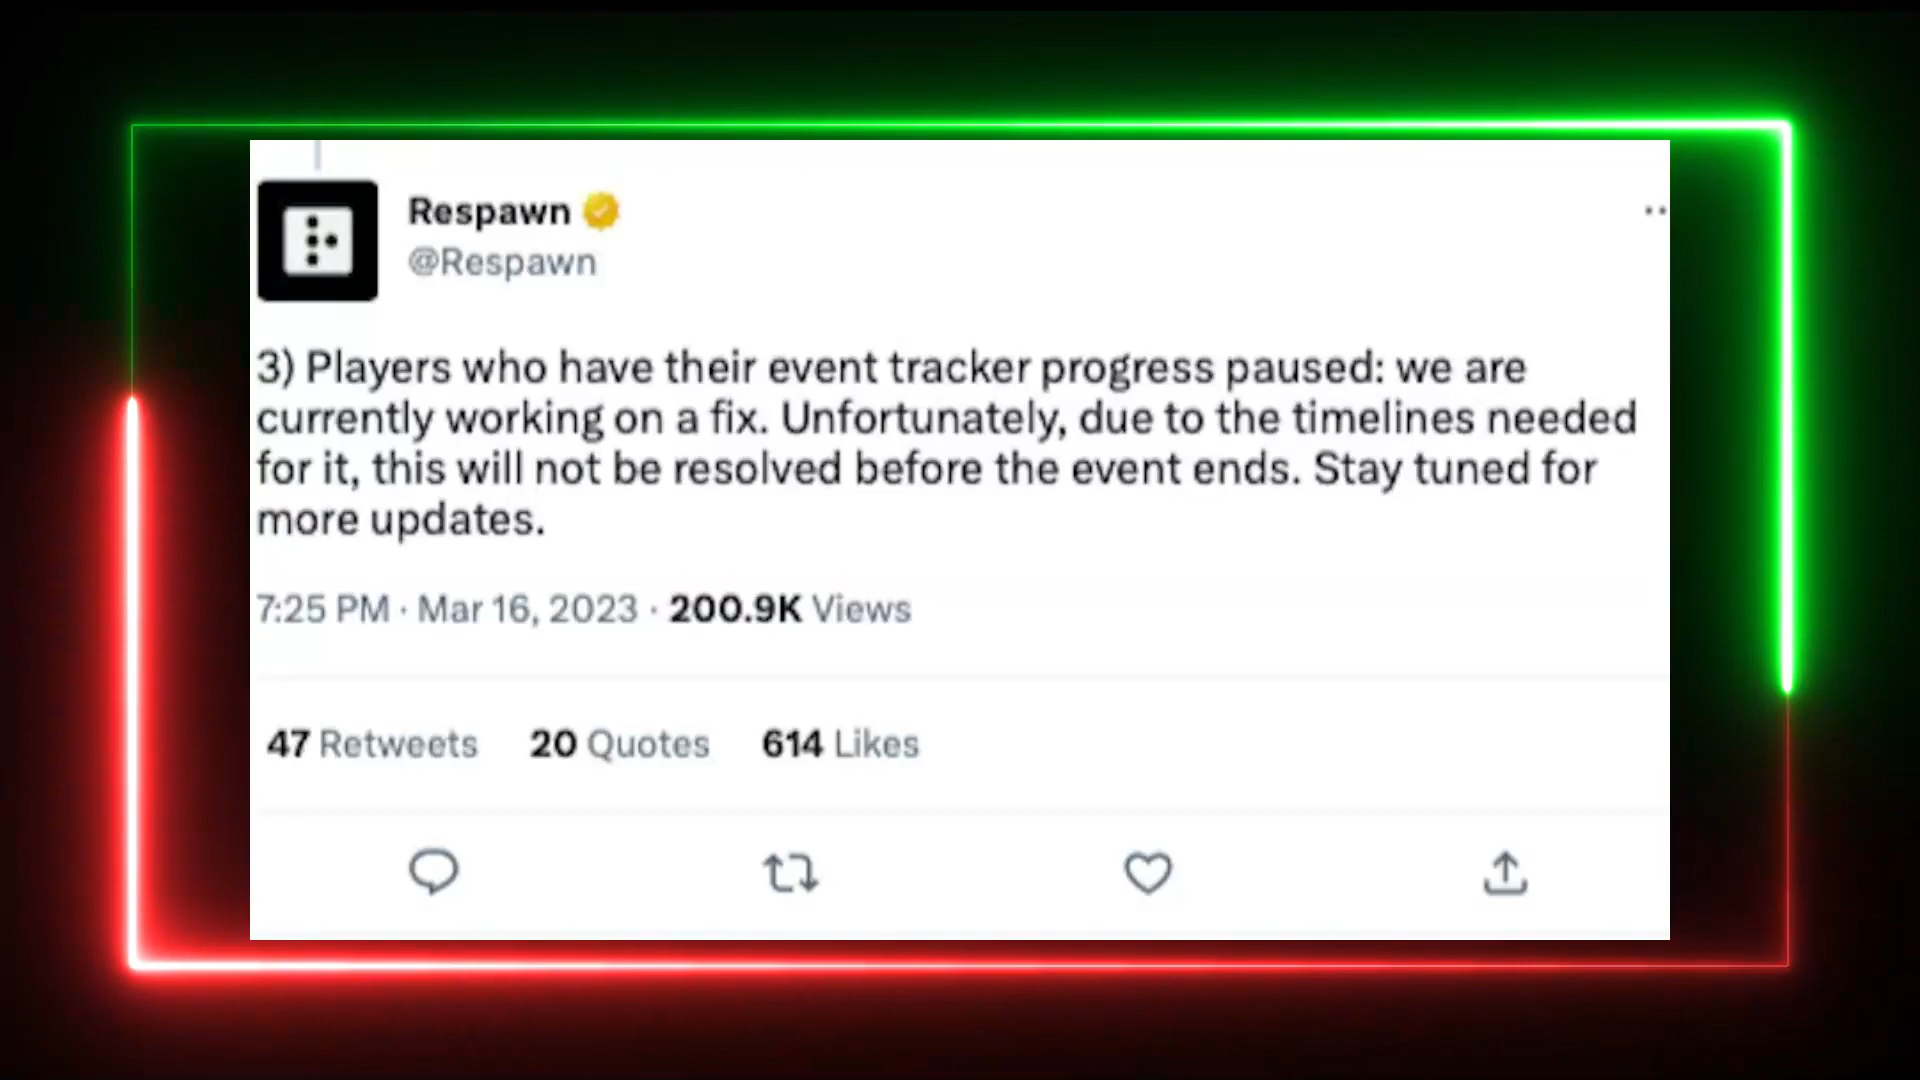 Respawn
@Respawn
3) Players who have their event tracker progress paused: we are
currently working on a fix. Unfortunately, due to the timelines needed
for it, this will not be resolved before the event ends. Stay tuned for
more updates.
7:25 PM · Mar 16, 2023 · 200.9K Views
47 Retweets 20 Quotes 614 Likes